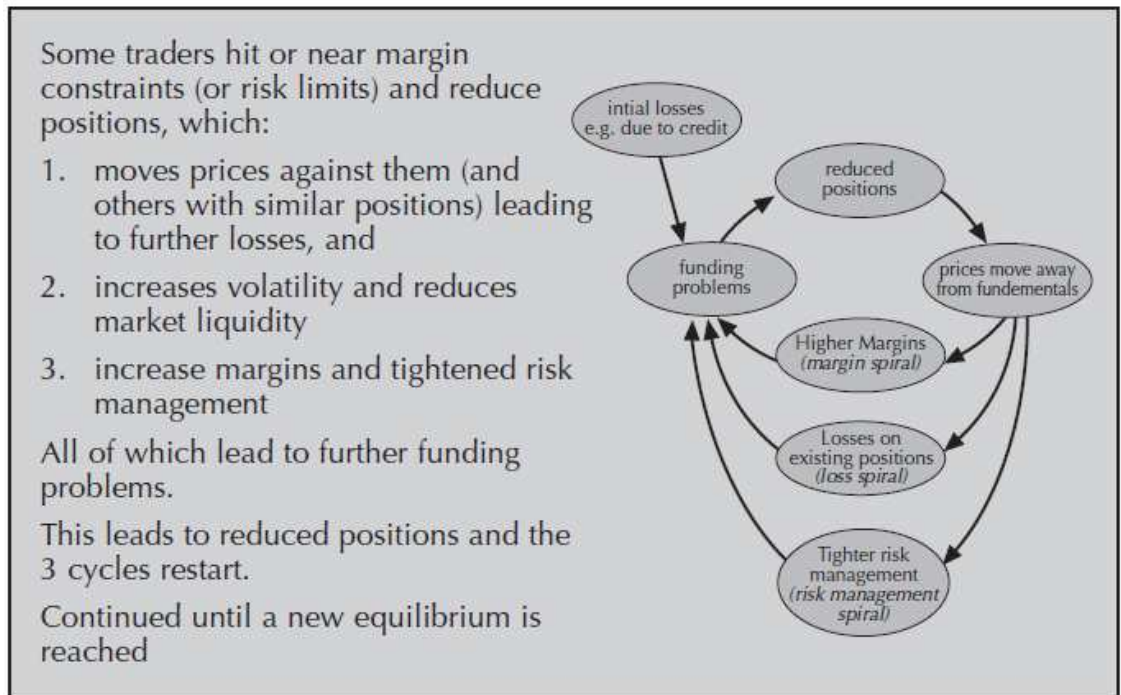 Some traders hit or near margin
constraints (or risk limits) and reduce
positions, which:
1. moves prices against them (and
others with similar positions) leading
to further losses, and
2. increases volatility and reduces
market liquidity
3. increase margins and tightened risk
management
All of which lead to further funding
problems.
This leads to reduced positions and the
3 cycles restart.
Continued until a new equilibrium is
reached
intial losses
e.g. due to credit
reduced
positions
funding
problems
prices move away
from fundementals
Higher Margins
(margin spiral)
Losses on
existing positions
(loss spiral)
Tighter risk
management
(risk management
spiral)